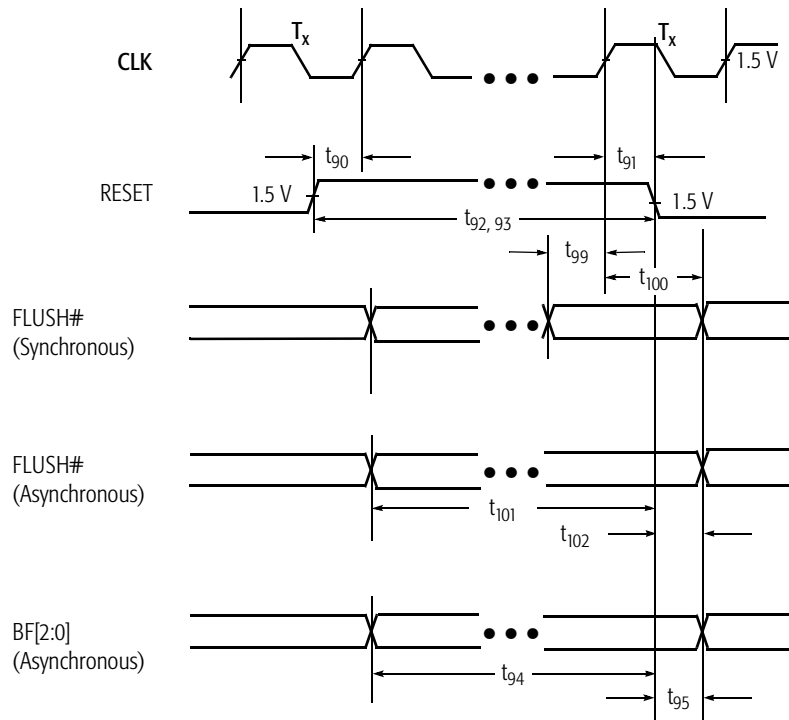 Tx Tx
CLK
1.5 V
t90 t91
RESET
1.5 V 1.5 V
t92, 93
t99
t100
FLUSH#
(Synchronous)
FLUSH#
(Asynchronous)
t101
t102
BF[2:0]
(Asynchronous)
t94
t95